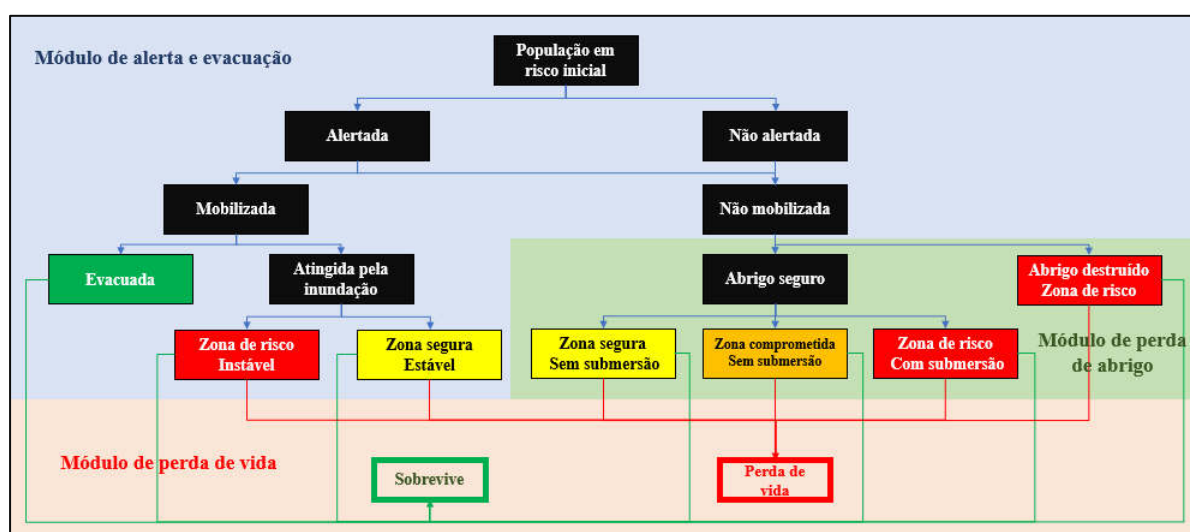 Módulo de alerta e evacuação
População em
risco inicial
Alertada
Não alertada
Mobilizada
Não mobilizada
Evacuada
Atingida pela
inundação
Abrigo seguro
Abrigo destruído
Zona de risco
Zona de risco
Instável
Zona segura
Estável
Zona segura
Sem submersão
Zona comprometida
Sem submersão
Zona de risco
Com submersão
Módulo de perda
de abrigo
Módulo de perda de vida
Sobrevive
Perda de
vida